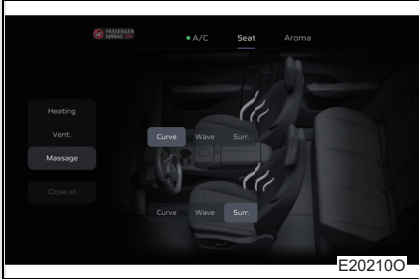 PASSENGER
AIRBAG ON
A/C Seat Aroma
Heating
Vent.
Massage
Close all
Curve Wave Surr.
Curve Wave Surr.
E20210O